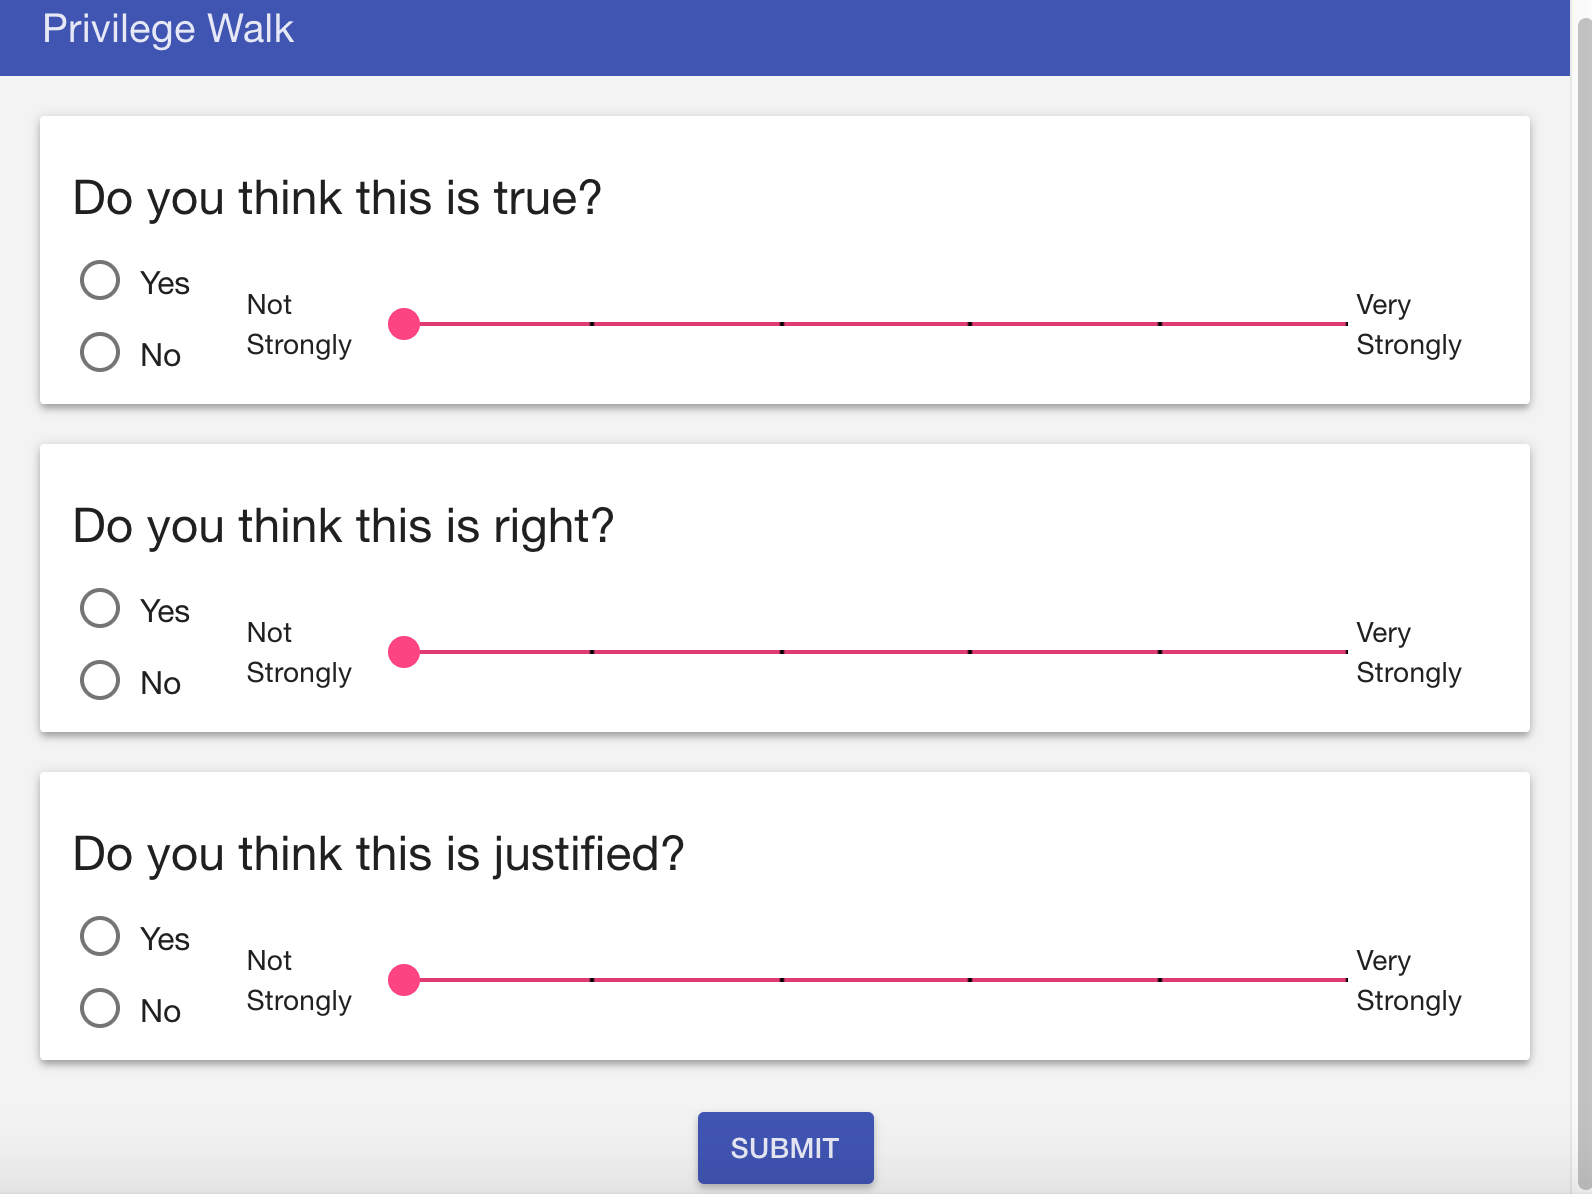 Privilege Walk
Do you think this is true?
Yes
No
Not
Strongly
Very
Strongly
Do you think this is right?
Yes
No
Not
Strongly
Very
Strongly
Do you think this is justified?
Yes
No
Not
Strongly
Very
Strongly
SUBMIT